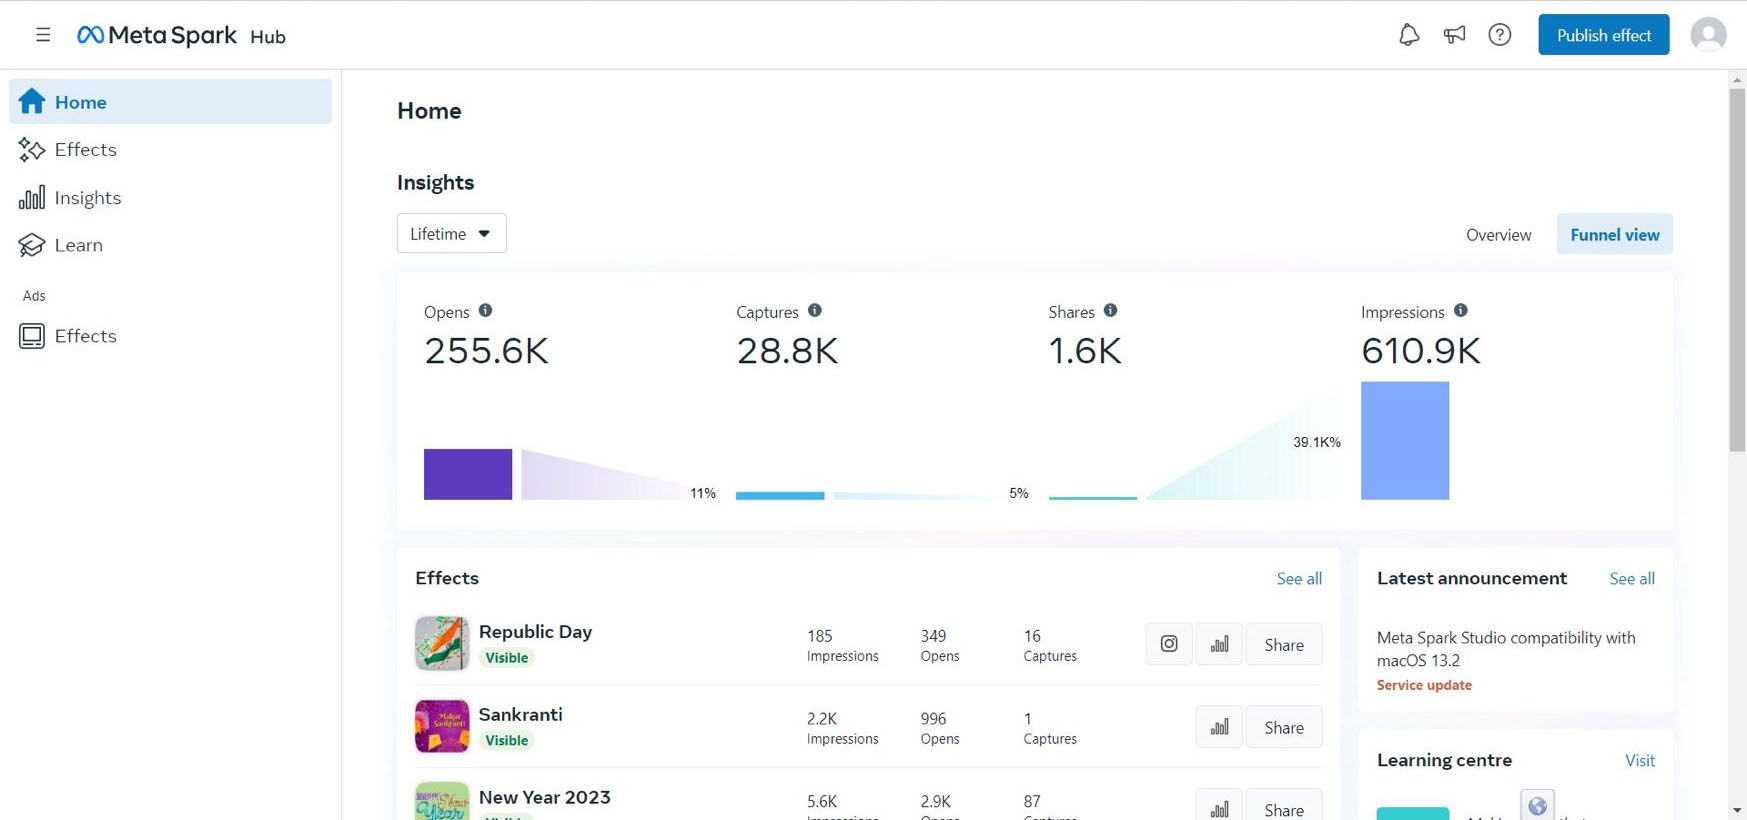 Meta Spark Hub
Publish effect
Home
Effects
Insights
Learn
Ads
Effects
Home
Insights
Lifetime
Overview
Funnel view
Opens
255.6K
Captures
28.8K
Shares
1.6K
Impressions
610.9K
11%
5%
39.1K%
Effects
See all
Republic Day
Visible
185
Impressions
349
Opens
16
Captures
Share
Sankranti
Visible
2.2K
Impressions
996
Opens
1
Captures
Share
New Year 2023
5.6K
2.9K
87
Share
Latest announcement
See all
Meta Spark Studio compatibility with
macOS 13.2
Service update
Learning centre
Visit
Makar
Sankranti
New
Year